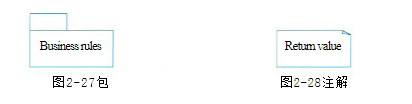 Business rules
Return value
图2-27包
图2-28注解